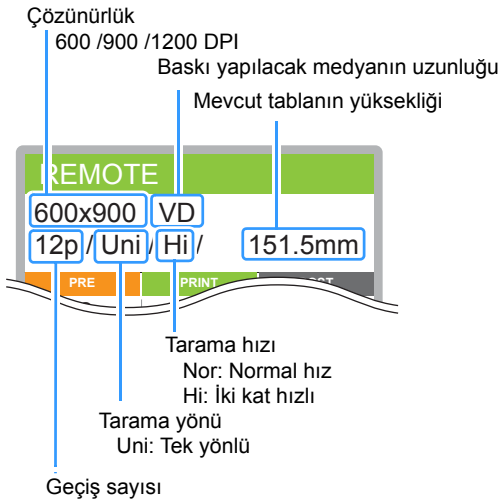 Çözünürlük
600 /900 /1200 DPI
Baskı yapılacak medyanın uzunluğu
Mevcut tablanın yüksekliği
REMOTE
600x900 VD
12p / Uni / Hi / 151.5mm
PRE PRINT
Tarama hızı
Nor: Normal hız
Hi: İki kat hızlı
Tarama yönü
Uni: Tek yönlü
Geçiş sayısı